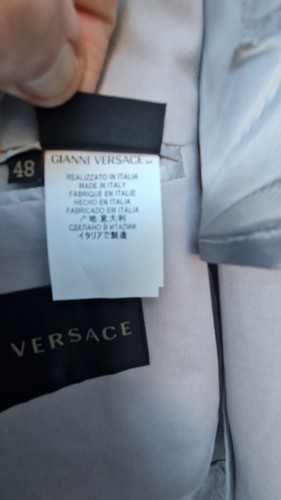 48
GIANNI VERSACE
REALIZZATO IN ITALIA
MADE IN ITALY
FABRIQUE EN ITALIE
HECHO EN ITALIA
FABRICADO EM ITÁLIA
产地 意大利
СДЕЛАНО В ИТАЛИИ
イタリアで製造
VERSACE